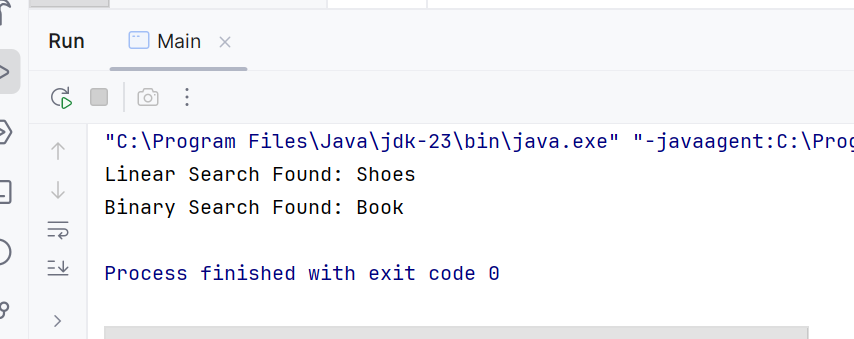 Run Main
"C:\Program Files\Java\jdk-23\bin\java.exe" "-javaagent:C:\Prog
Linear Search Found: Shoes
Binary Search Found: Book
Process finished with exit code 0